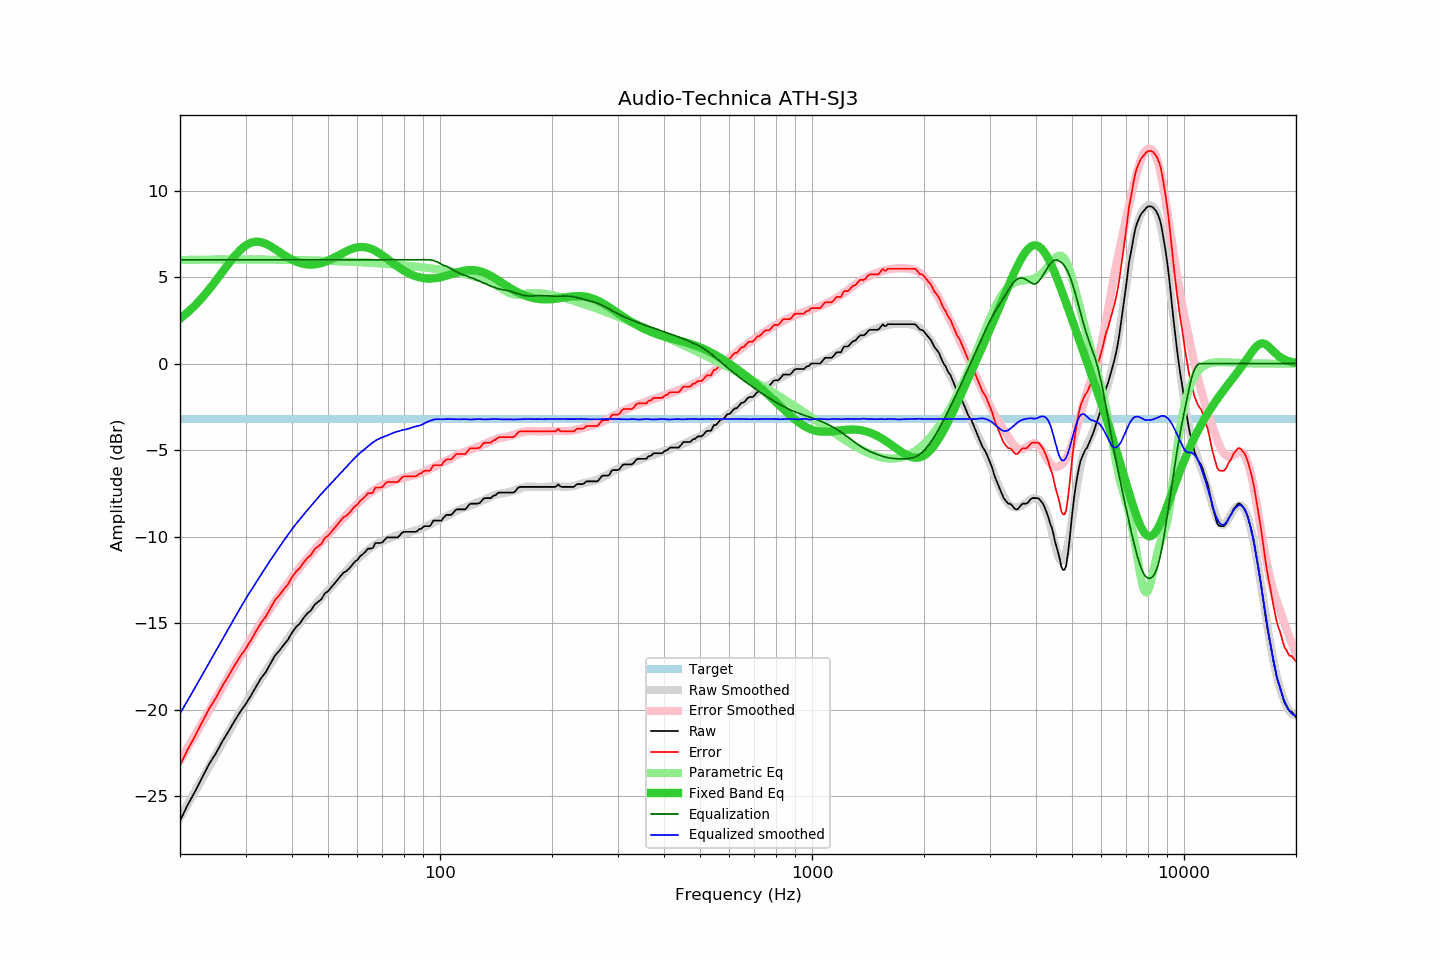 Audio-Technica ATH-SJ3
10
5
0
−5
−10
−15
−20
−25
Amplitude (dBr)
100
1000
10000
Frequency (Hz)
Target
Raw Smoothed
Error Smoothed
Raw
Error
Parametric Eq
Fixed Band Eq
Equalization
Equalized smoothed